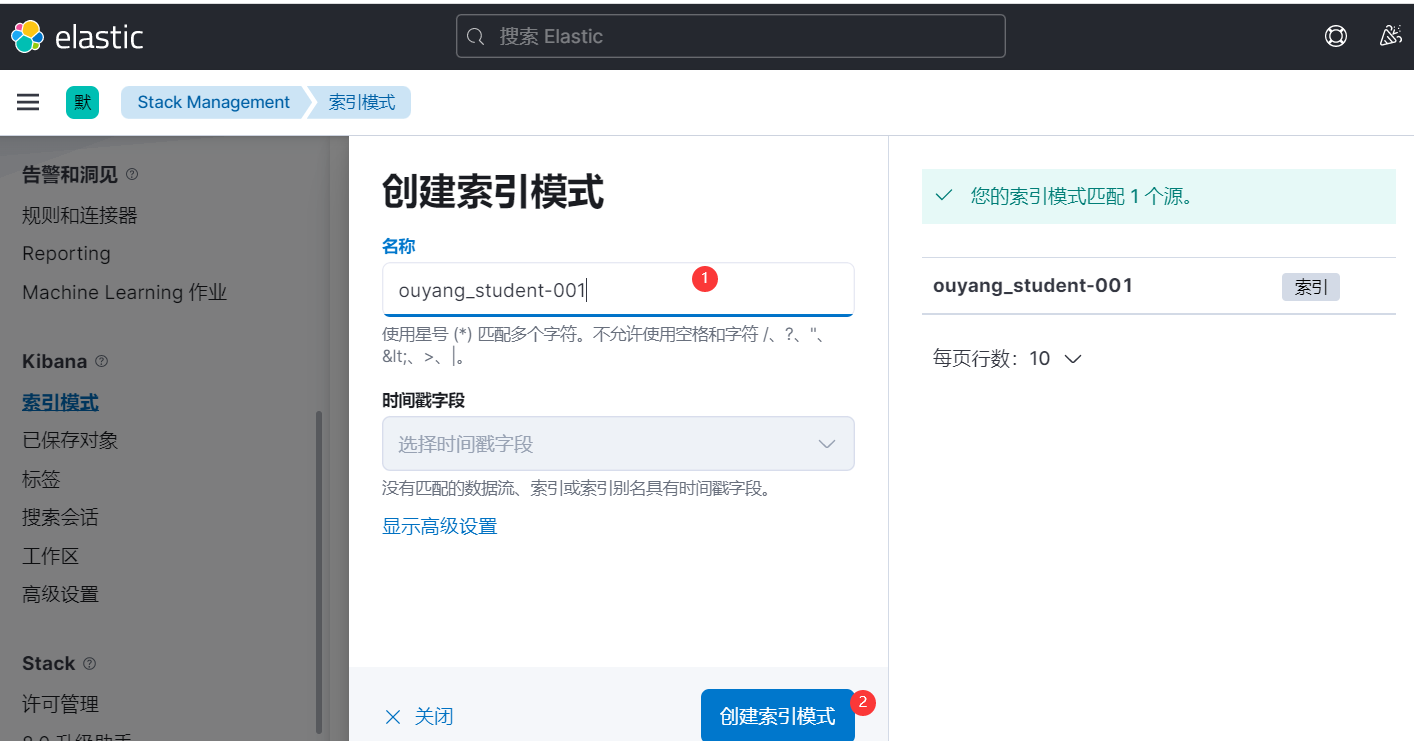 elastic
搜索 Elastic
默
Stack Management
索引模式
告警和洞见
规则和连接器
Reporting
Machine Learning 作业
Kibana
索引模式
已保存对象
标签
搜索会话
工作区
高级设置
Stack
许可管理
8.0 升级助手
创建索引模式
名称
ouyang_student-001
1
使用星号 (*) 匹配多个字符。不允许使用空格和字符 /、?、"、
&lt;、>、|。
时间戳字段
选择时间戳字段
没有匹配的数据流、索引或索引别名具有时间戳字段。
显示高级设置
关闭
创建索引模式
2
您的索引模式匹配 1 个源。
ouyang_student-001
索引
每页行数：10